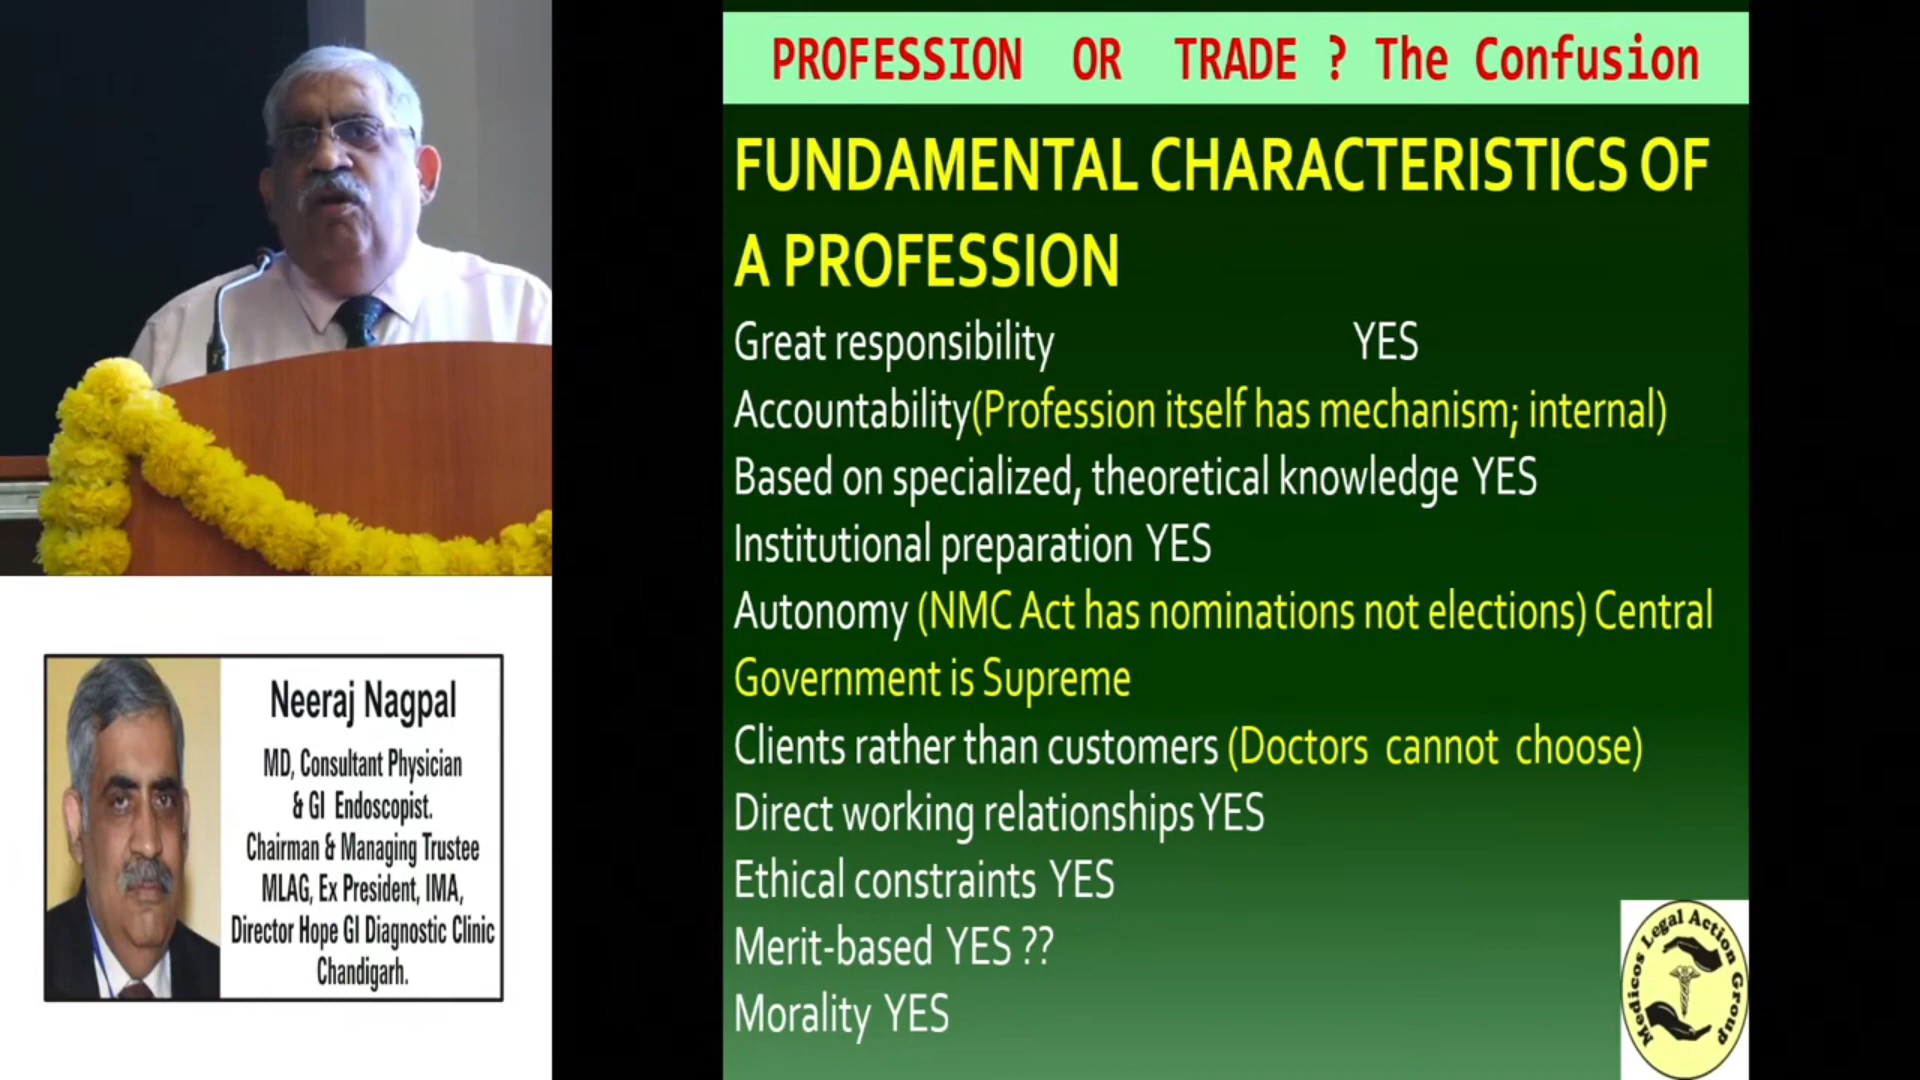 PROFESSION OR TRADE ? The Confusion
FUNDAMENTAL CHARACTERISTICS OF
A PROFESSION
Great responsibility YES
Accountability(Profession itself has mechanism; internal)
Based on specialized, theoretical knowledge YES
Institutional preparation YES
Autonomy (NMC Act has nominations not elections) Central
Government is Supreme
Clients rather than customers (Doctors cannot choose)
Direct working relationships YES
Ethical constraints YES
Merit-based YES ??
Morality YES
Medicos Legal Action Group
Neeraj Nagpal
MD, Consultant Physician
& GI Endoscopist.
Chairman & Managing Trustee
MLAG, Ex President, IMA,
Director Hope GI Diagnostic Clinic
Chandigarh.